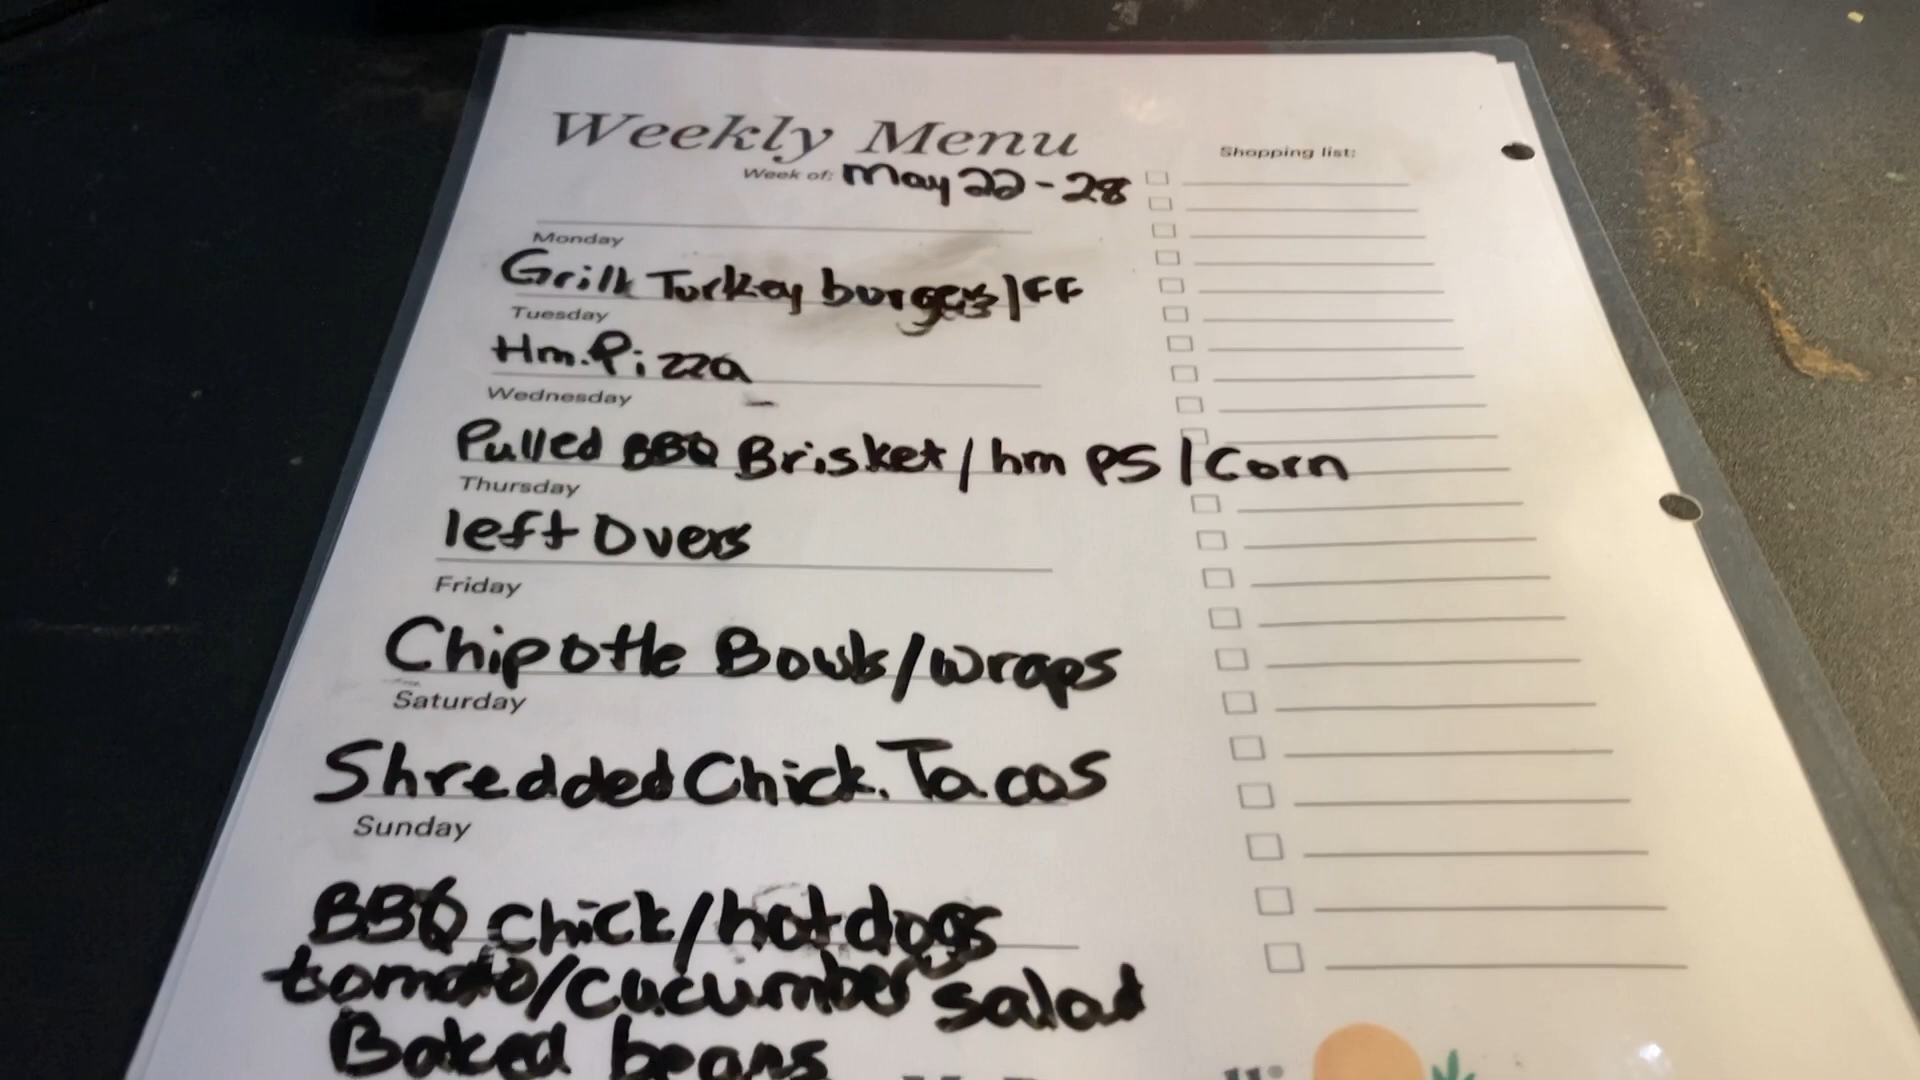 Weekly Menu
Shopping list:
Week of: May 22-28
Monday
Grill Turkey burgers/FF
Tuesday
Hm. Pizza
Wednesday
Pulled BBQ Brisket/hm PS/Corn
Thursday
left Overs
Friday
Chipotle Bowls/wraps
Saturday
Shredded Chick. Tacos
Sunday
BBQ chick/hotdogs
tomato/cucumber salad
Baked beans